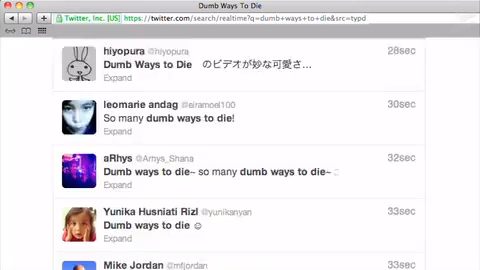 Dumb Ways To Die
Twitter, Inc. [US] https://twitter.com/search/realtime?q=dumb+ways+to+die&src=typd
hiyopura @hiyopura 28sec
Dumb Ways to Die のビデオが妙な可愛さ...
Expand
leomarie andag @eiramoel100 30sec
So many dumb ways to die!
Expand
aRhys @Arhys_Shana 32sec
Dumb ways to die~ so many dumb ways to die~
Expand
Yunika Husniati Rizl @yunikanyan 33sec
Dumb ways to die ☺
Expand
Mike Jordan @mfjordan 33sec